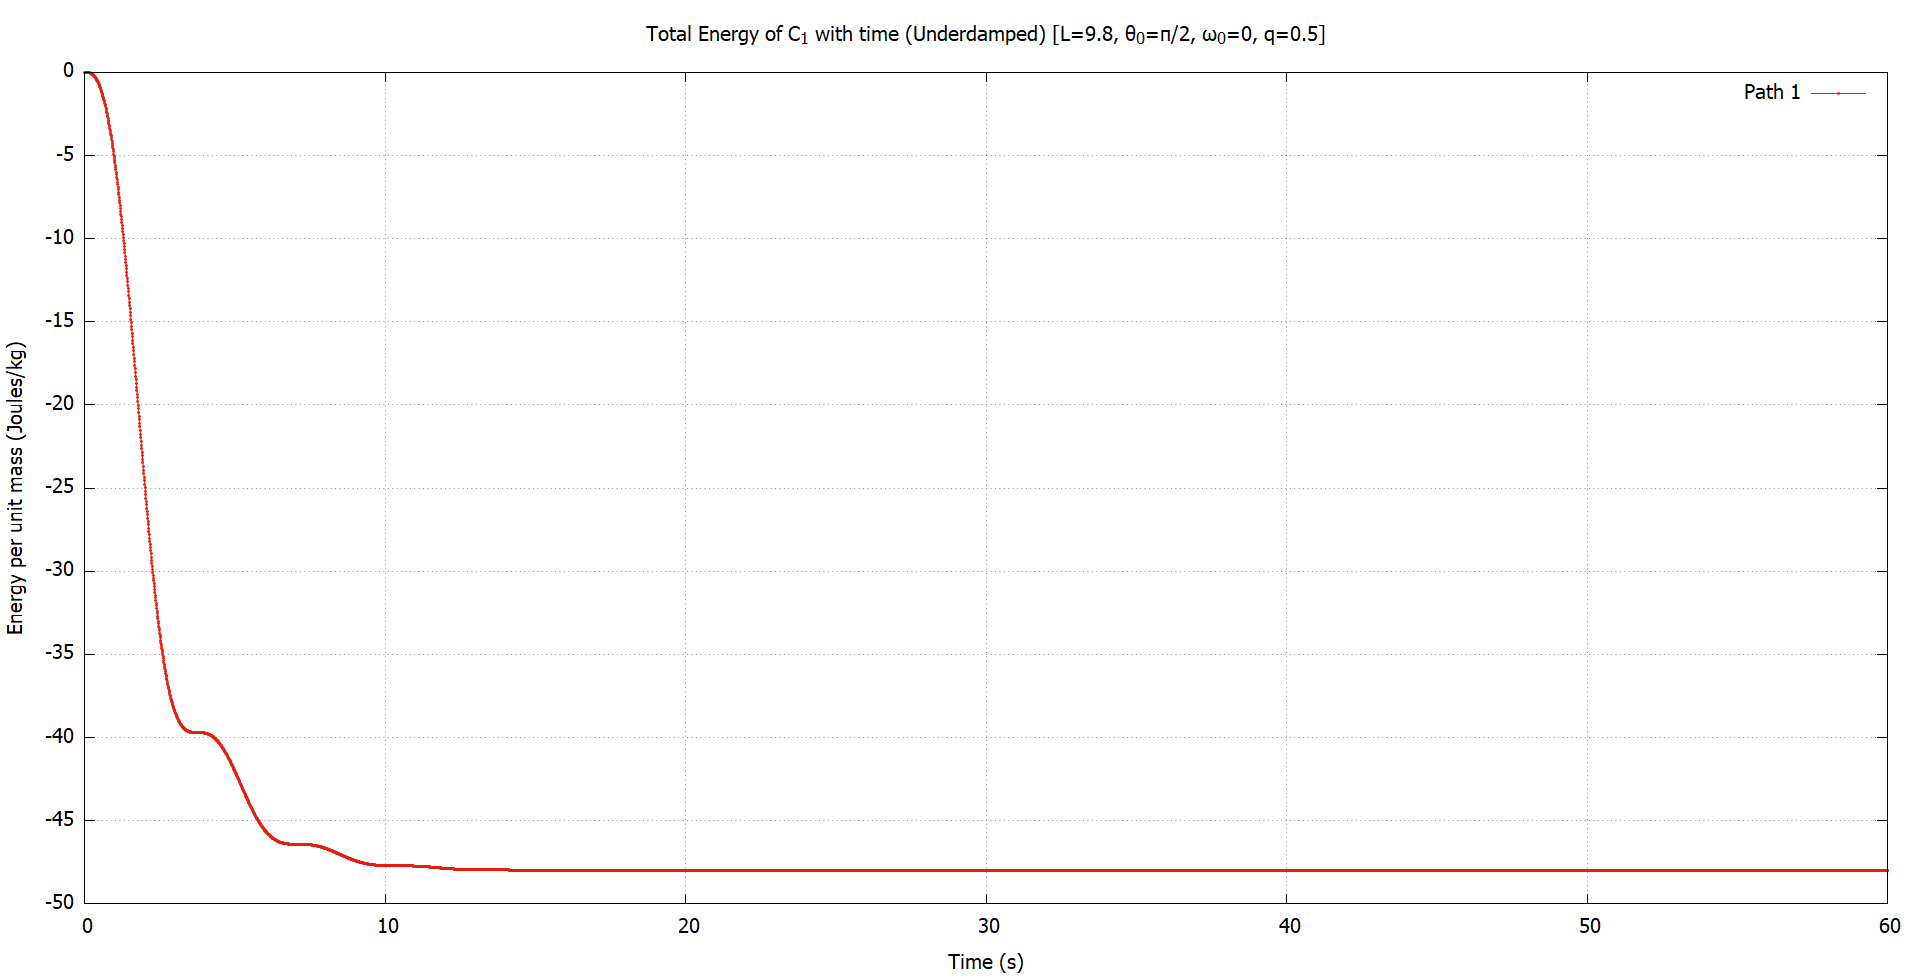 Total Energy of C₁ with time (Underdamped) [L=9.8, θ₀=π/2, ω₀=0, q=0.5]
Path 1
0
-5
-10
-15
-20
-25
-30
-35
-40
-45
-50
Energy per unit mass (Joules/kg)
0 10 20 30 40 50 60
Time (s)